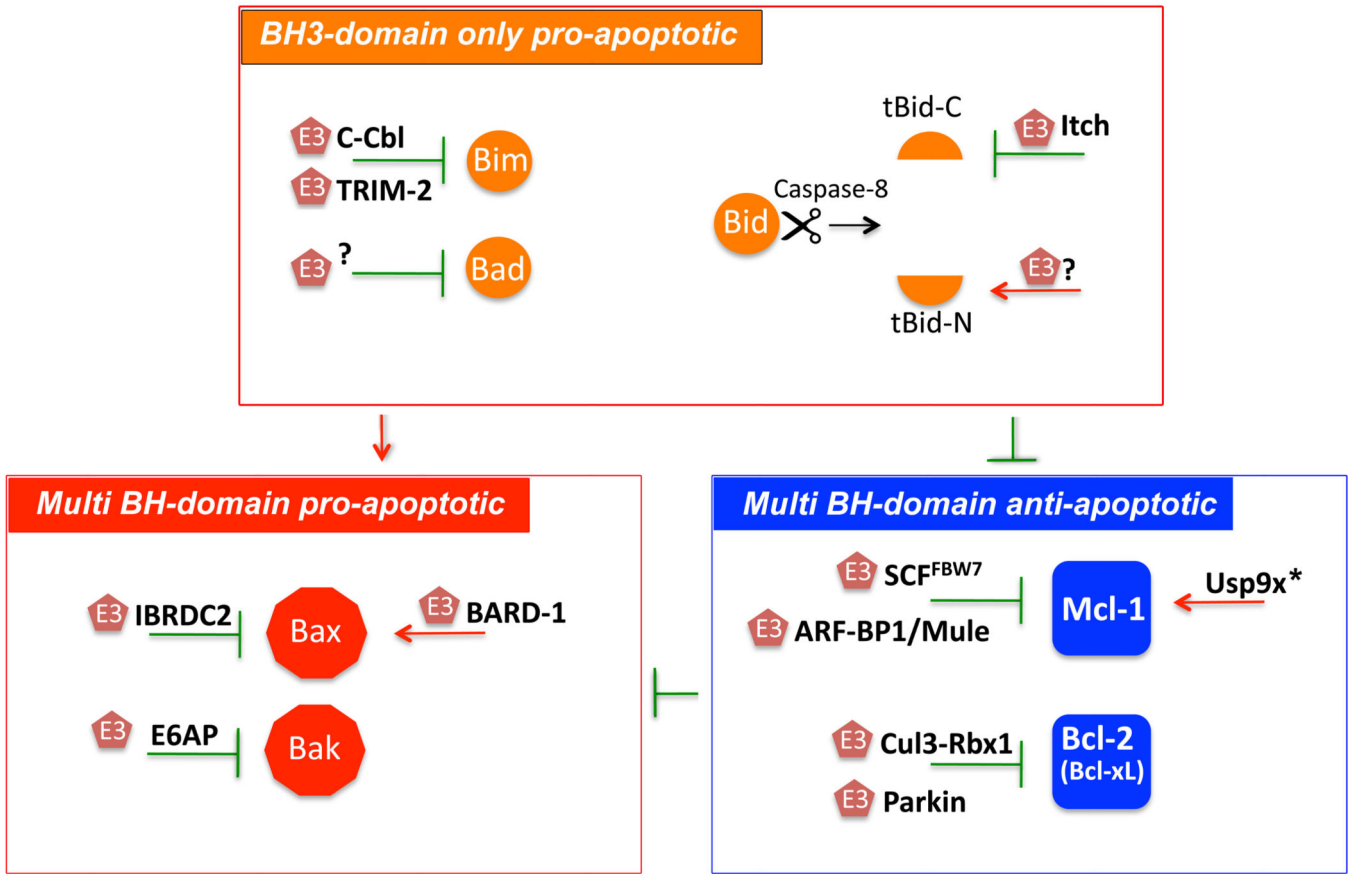 BH3-domain only pro-apoptotic
E3 C-Cbl
E3 TRIM-2
Bim
E3 ?
Bad
tBid-C
E3 Itch
Caspase-8
Bid
E3 ?
tBid-N
Multi BH-domain pro-apoptotic
E3 IBRDC2
Bax
E3 BARD-1
E3 E6AP
Bak
Multi BH-domain anti-apoptotic
E3 SCFFBW7
E3 ARF-BP1/Mule
Mcl-1
Usp9x*
E3 Cul3-Rbx1
E3 Parkin
Bcl-2
(Bcl-xL)